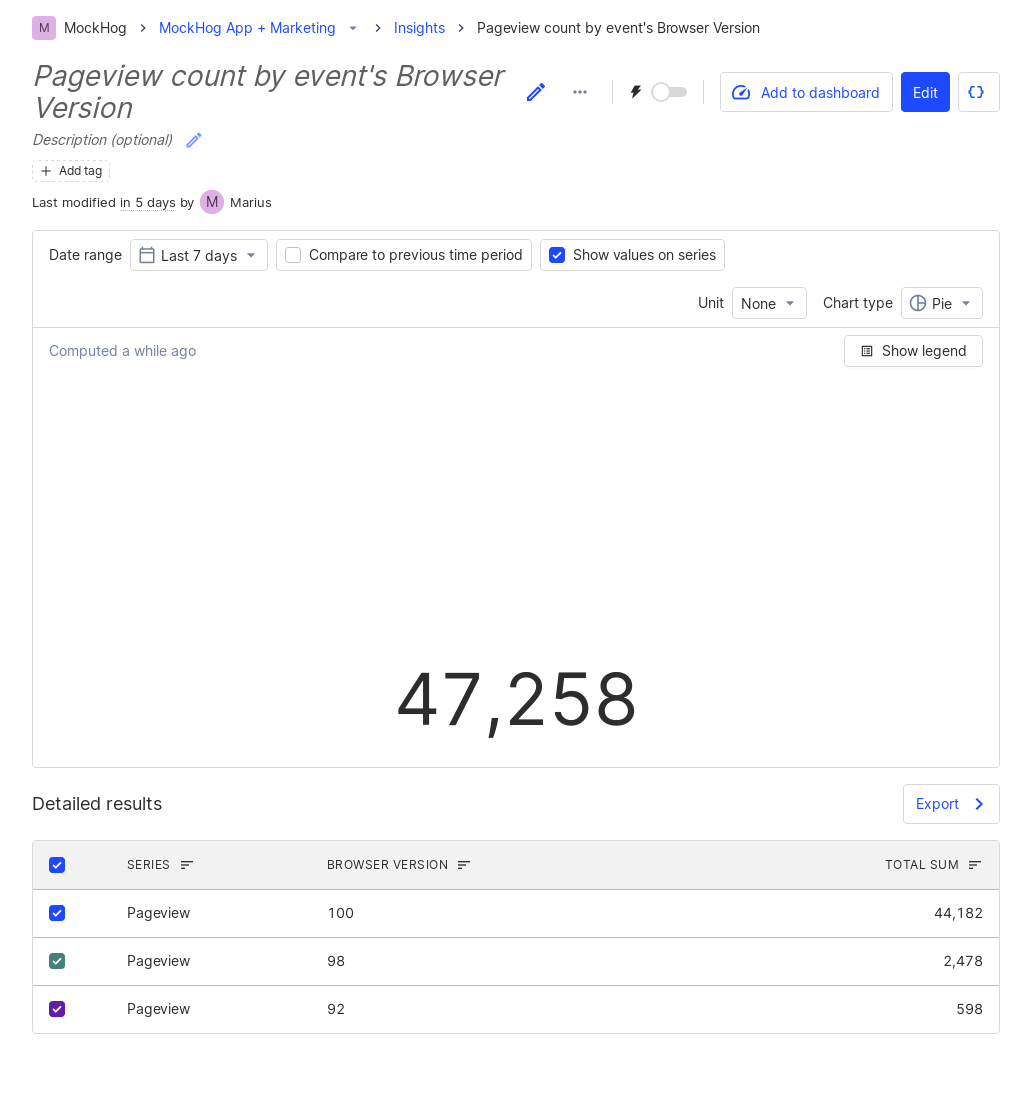 M MockHog MockHog App + Marketing Insights Pageview count by event's Browser Version
Pageview count by event's Browser
Version
Add to dashboard Edit
Description (optional)
Add tag
Last modified in 5 days by M Marius
Date range Last 7 days Compare to previous time period Show values on series
Unit None Chart type Pie
Computed a while ago Show legend
47,258
Detailed results Export
SERIES BROWSER VERSION TOTAL SUM
Pageview 100 44,182
Pageview 98 2,478
Pageview 92 598